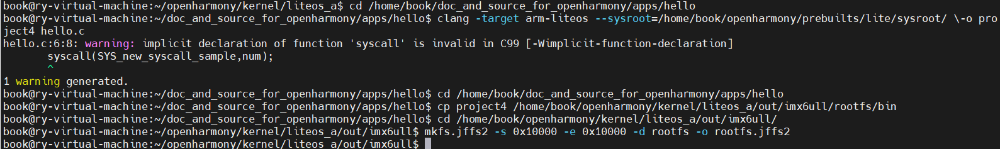 book@ry-virtual-machine:~/openharmony/kernel/liteos_a$ cd /home/book/doc_and_source_for_openharmony/apps/hello
book@ry-virtual-machine:~/doc_and_source_for_openharmony/apps/hello$ clang -target arm-liteos --sysroot=/home/book/openharmony/prebuilts/lite/sysroot/ \-o pro
ject4 hello.c
hello.c:6:8: warning: implicit declaration of function 'syscall' is invalid in C99 [-Wimplicit-function-declaration]
       syscall(SYS_new_syscall_sample,num);
       ^
1 warning generated.
book@ry-virtual-machine:~/doc_and_source_for_openharmony/apps/hello$ cd /home/book/doc_and_source_for_openharmony/apps/hello
book@ry-virtual-machine:~/doc_and_source_for_openharmony/apps/hello$ cp project4 /home/book/openharmony/kernel/liteos_a/out/imx6ull/rootfs/bin
book@ry-virtual-machine:~/doc_and_source_for_openharmony/apps/hello$ cd /home/book/openharmony/kernel/liteos_a/out/imx6ull/
book@ry-virtual-machine:~/openharmony/kernel/liteos_a/out/imx6ull$ mkfs.jffs2 -s 0x10000 -e 0x10000 -d rootfs -o rootfs.jffs2
book@ry-virtual-machine:~/openharmony/kernel/liteos_a/out/imx6ull$